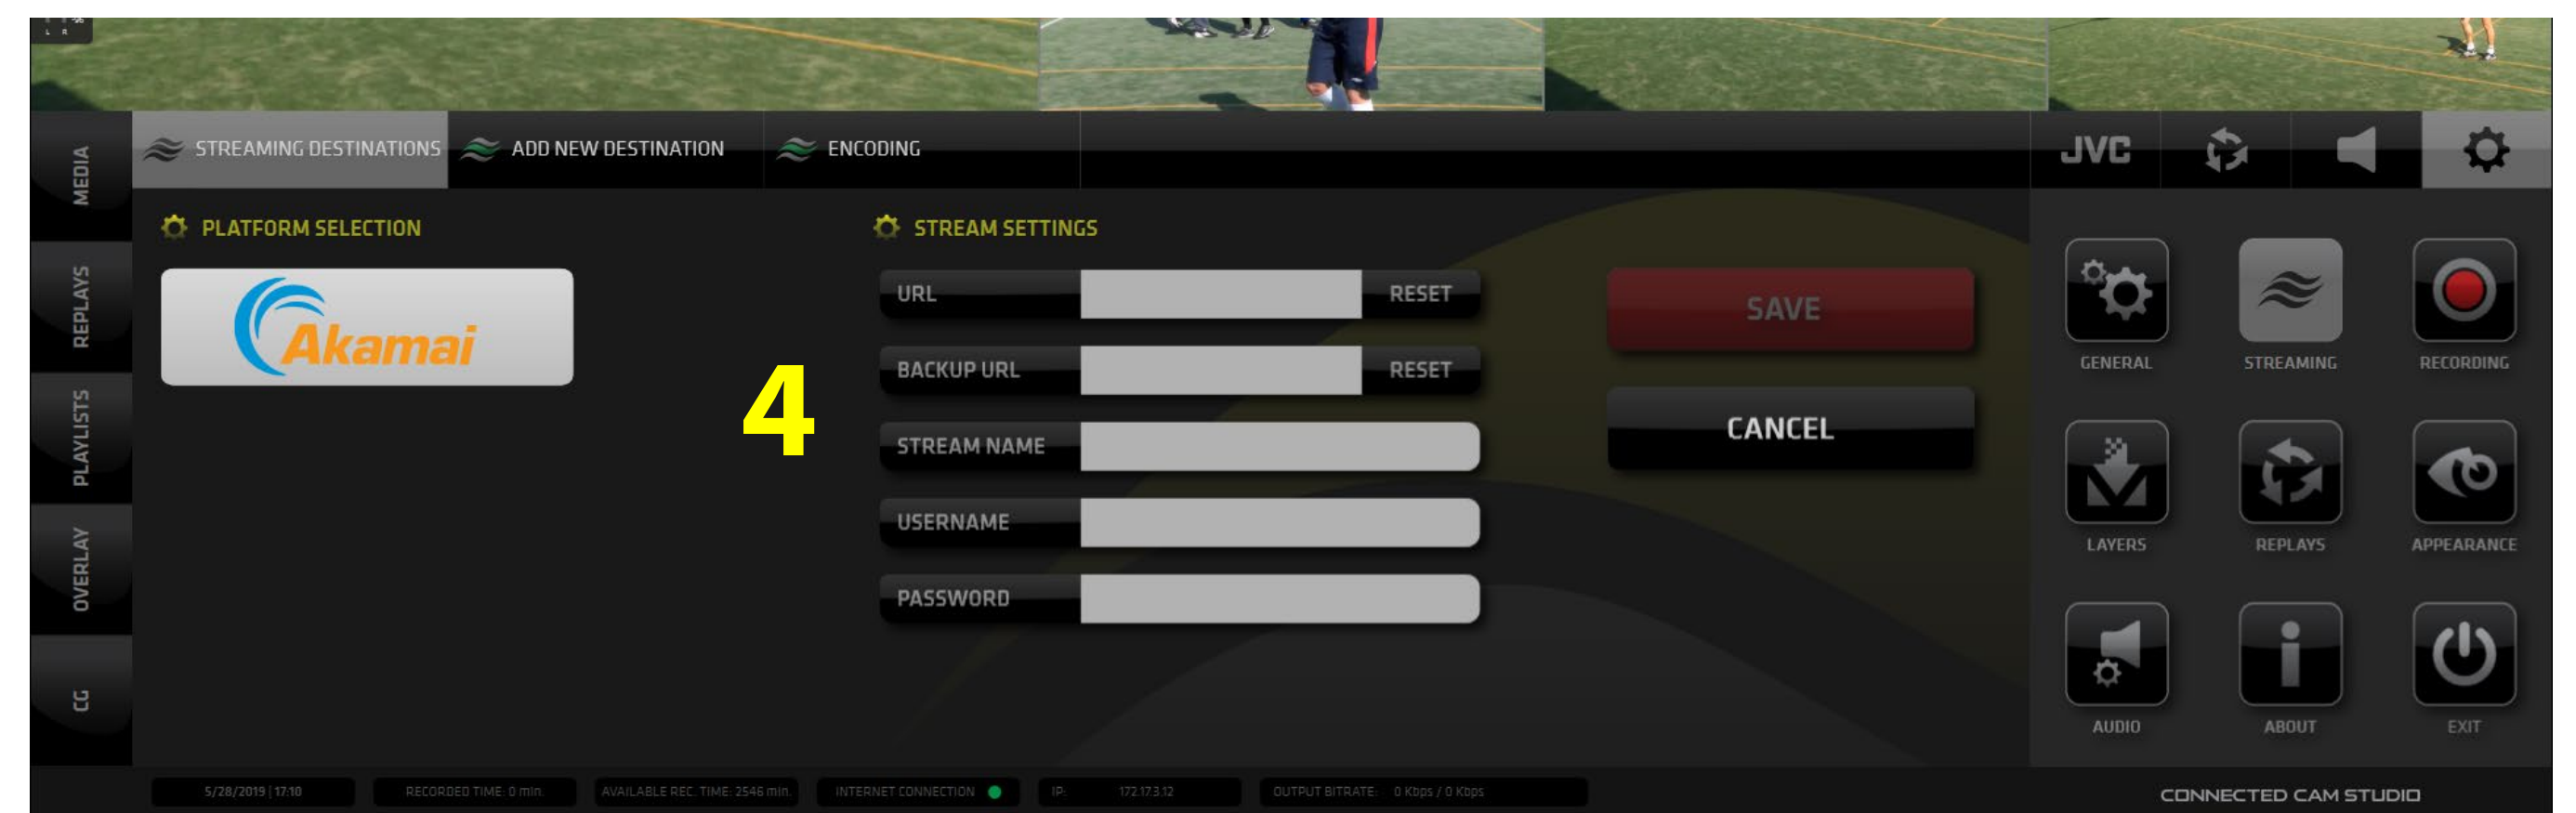 -26
L R
STREAMING DESTINATIONS
ADD NEW DESTINATION
ENCODING
JVC
MEDIA
REPLAYS
PLAYLISTS
OVERLAY
CG
PLATFORM SELECTION
Akamai
4
STREAM SETTINGS
URL
RESET
BACKUP URL
RESET
STREAM NAME
USERNAME
PASSWORD
SAVE
CANCEL
GENERAL
STREAMING
RECORDING
LAYERS
REPLAYS
APPEARANCE
AUDIO
ABOUT
EXIT
5/28/2019 | 17:10
RECORDED TIME: 0 min.
AVAILABLE REC. TIME: 2546 min.
INTERNET CONNECTION
IP: 172.17.3.12
OUTPUT BITRATE: 0 Kbps / 0 Kbps
CONNECTED CAM STUDIO